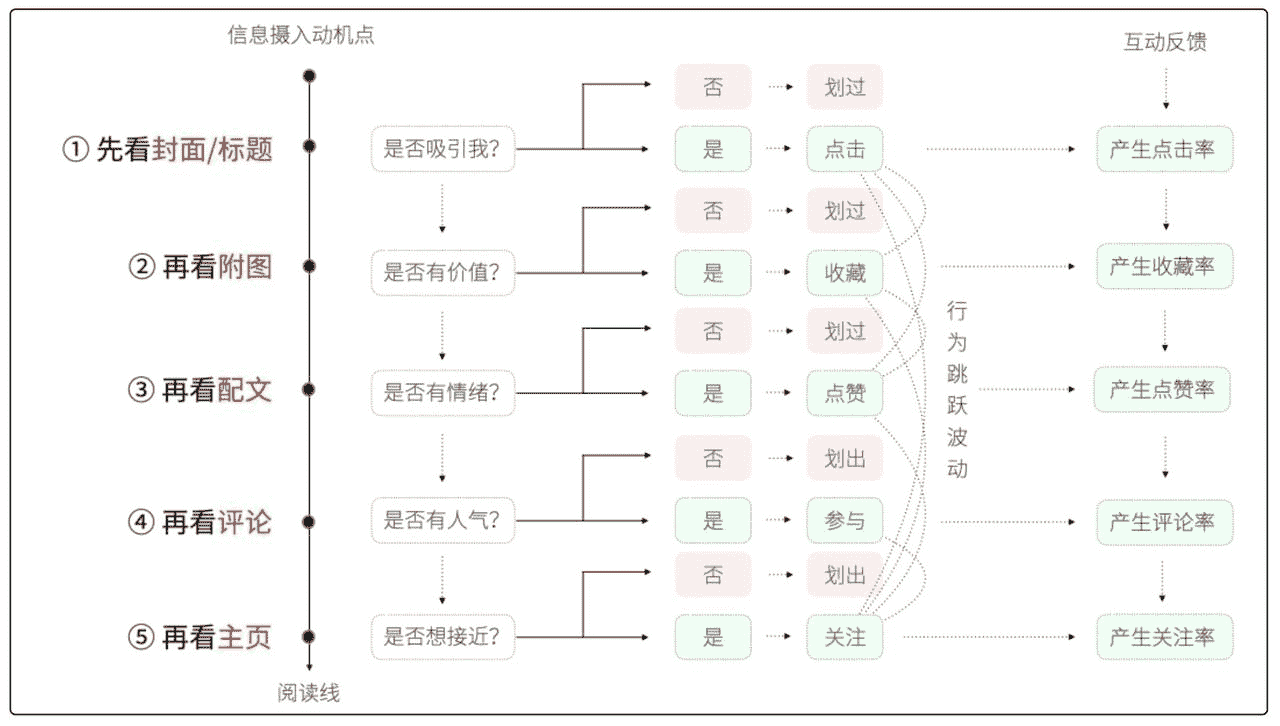 信息摄入动机点
互动反馈
否
划过
① 先看封面/标题
是否吸引我?
是
点击
产生点击率
否
划过
② 再看附图
是否有价值?
是
收藏
产生收藏率
行为跳跃波动
否
划过
③ 再看配文
是否有情绪?
是
点赞
产生点赞率
否
划出
④ 再看评论
是否有人气?
是
参与
产生评论率
否
划出
⑤ 再看主页
是否想接近?
是
关注
产生关注率
阅读线